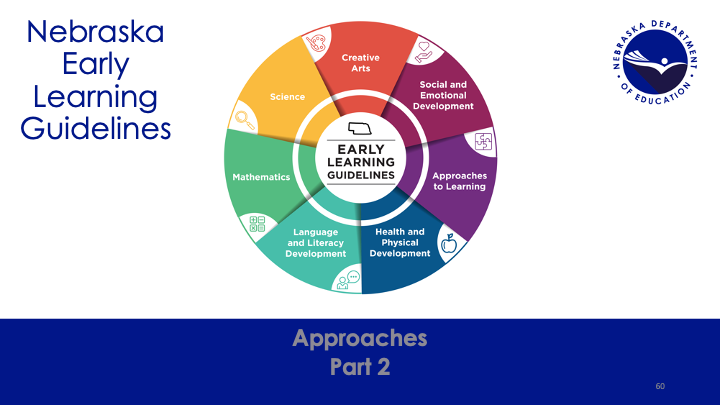 Nebraska
Early
Learning
Guidelines
Creative
Arts
Social and
Emotional
Development
Approaches
to Learning
Health and
Physical
Development
Language
and Literacy
Development
Mathematics
Science
EARLY
LEARNING
GUIDELINES
NEBRASKA DEPARTMENT
OF EDUCATION
Approaches
Part 2
60